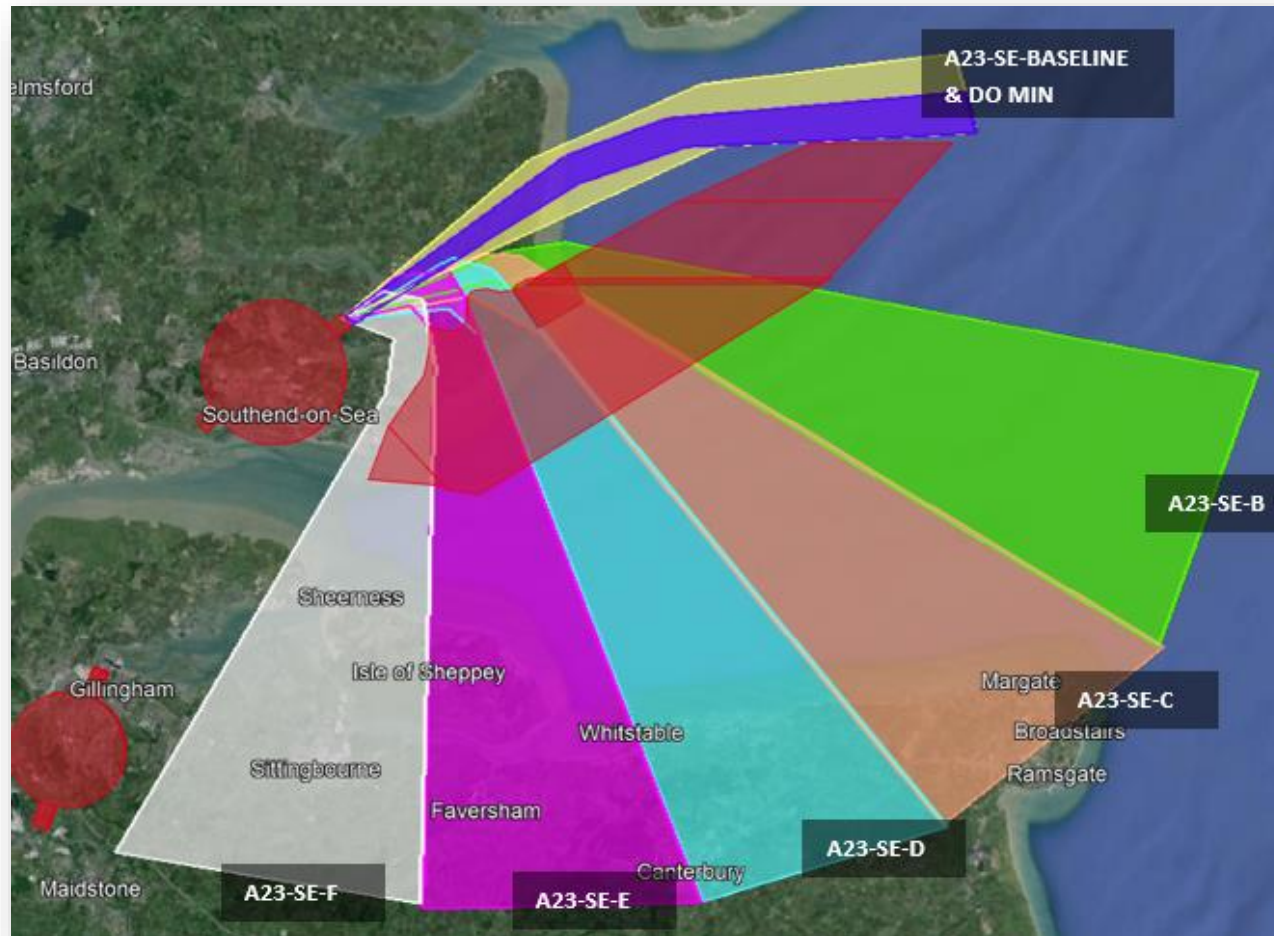 A23-SE-BASELINE
& DO MIN
elmsford
Basildon
Southend-on-Sea
A23-SE-B
Sheerness
Isle of Sheppey
Gillingham
Margate
A23-SE-C
Broadstairs
Whitstable
Sittingbourne
Ramsgate
Faversham
A23-SE-D
Canterbury
Maidstone
A23-SE-F
A23-SE-E